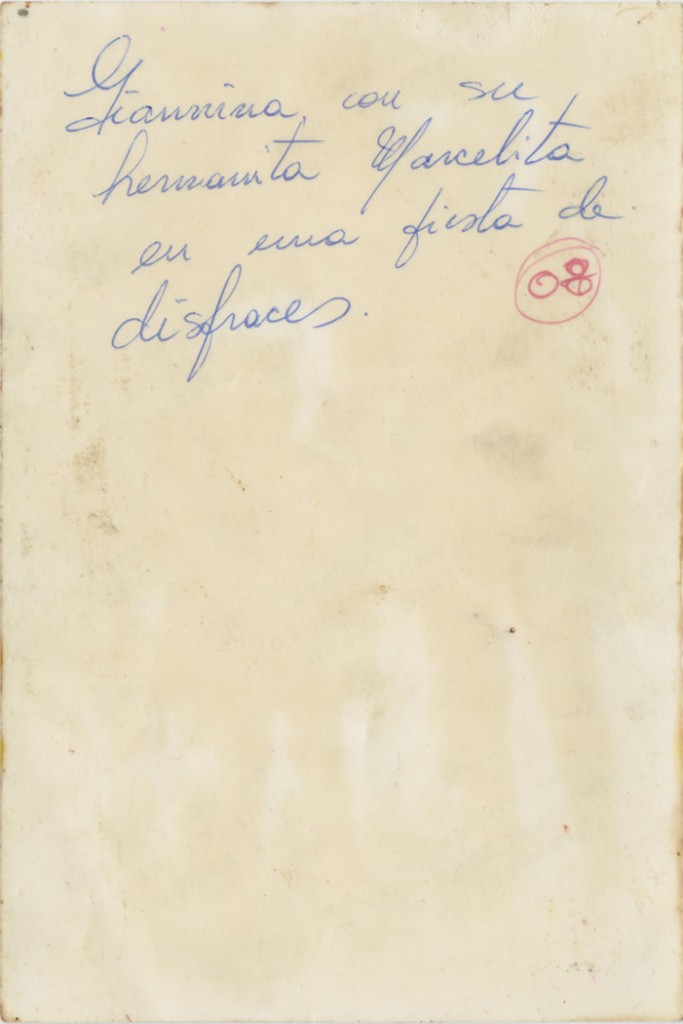 Giannina con su
hermanita Marcelita
en una fiesta de
disfraces.
08